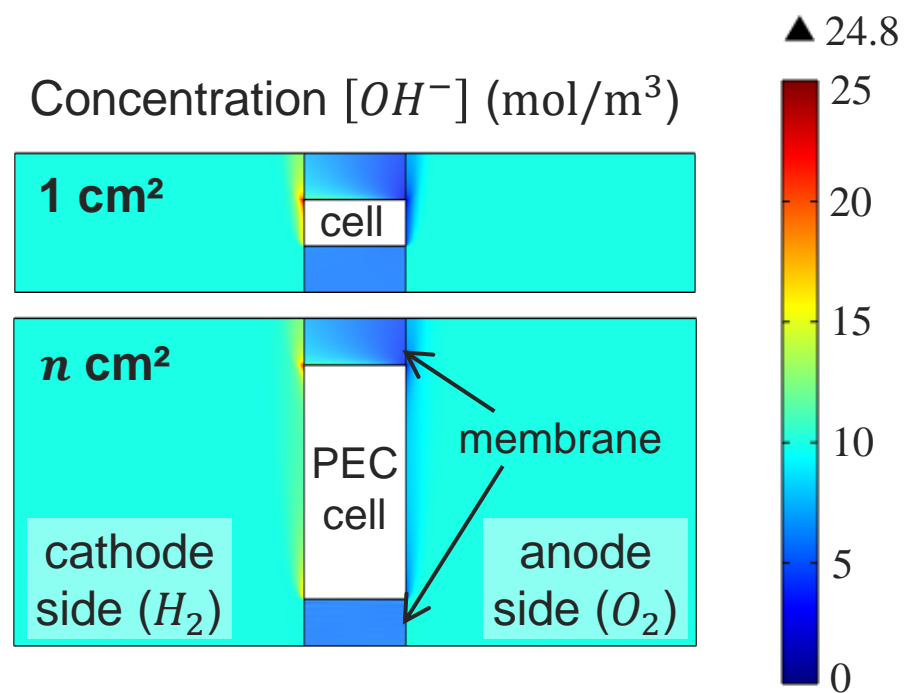 ▲ 24.8
Concentration [OH⁻] (mol/m³)
25
20
15
10
5
0
1 cm²
cell
n cm²
PEC
cell
membrane
cathode
side (H₂)
anode
side (O₂)